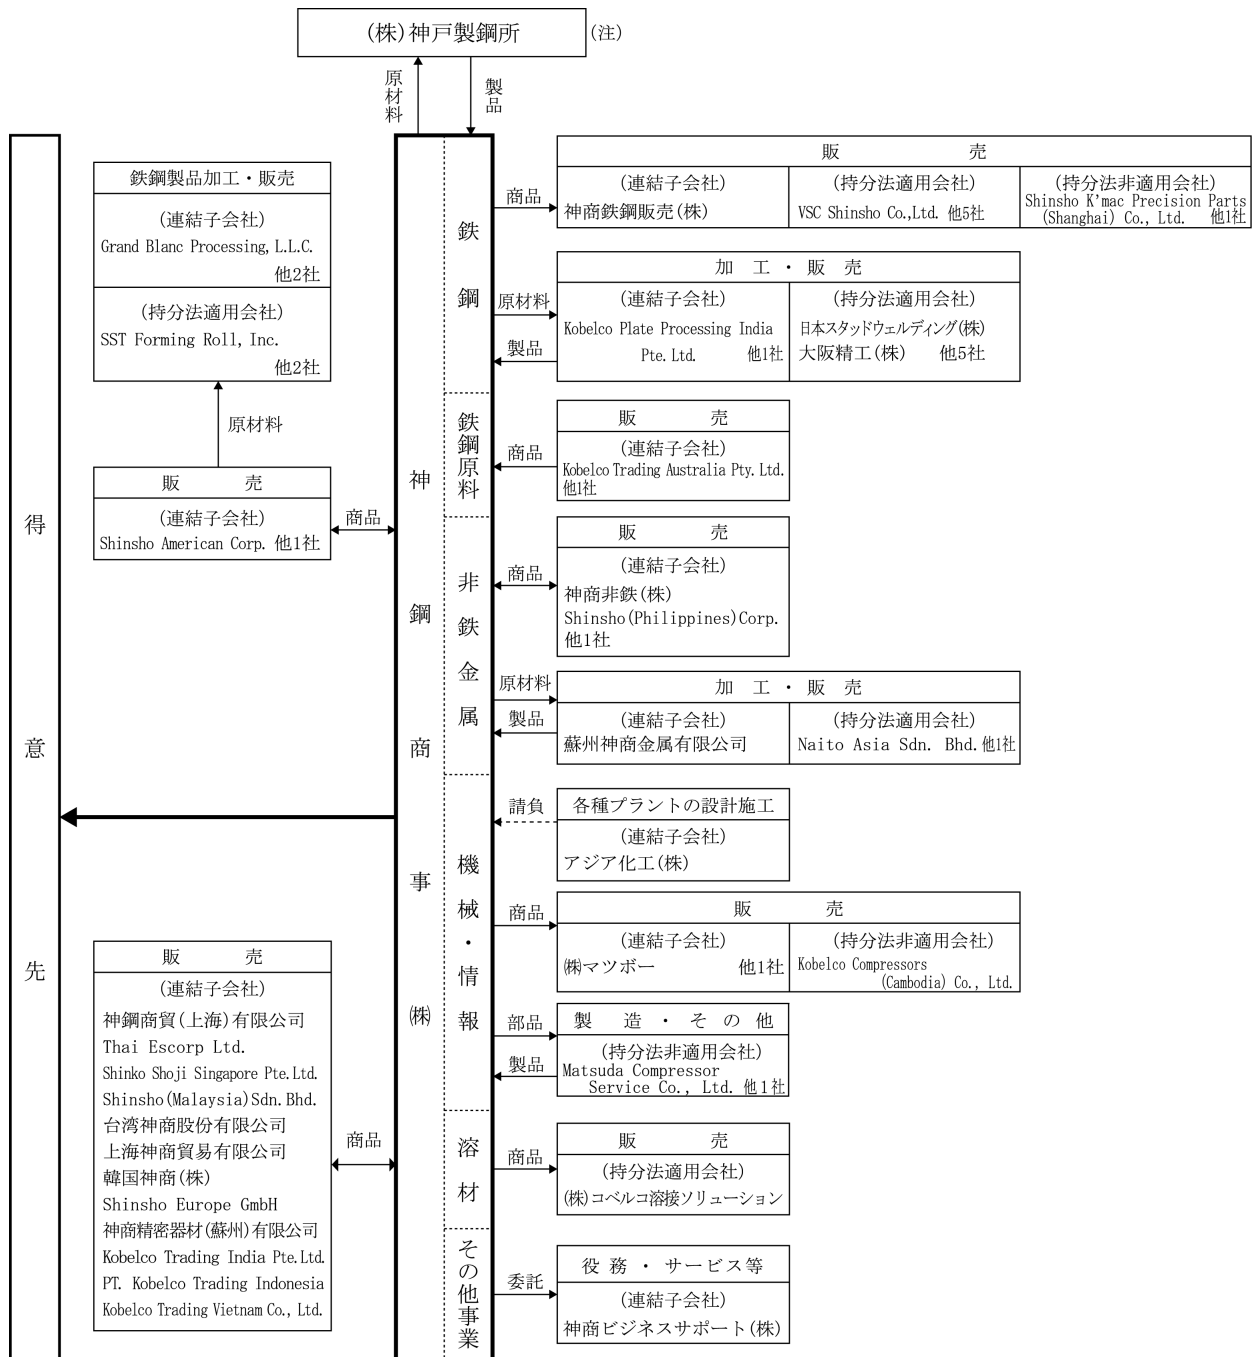 (株)神戸製鋼所
(注)
原材料
製品
得意先
鉄鋼製品加工・販売
(連結子会社)
Grand Blanc Processing, L.L.C.
他2社
(持分法適用会社)
SST Forming Roll, Inc.
他2社
原材料
販 売
(連結子会社)
Shinsho American Corp. 他1社
商品
販 売
(連結子会社)
神鋼商貿(上海)有限公司
Thai Escorp Ltd.
Shinko Shoji Singapore Pte.Ltd.
Shinsho(Malaysia)Sdn.Bhd.
台湾神商股份有限公司
上海神商貿易有限公司
韓国神商(株)
Shinsho Europe GmbH
神商精密器材(蘇州)有限公司
Kobelco Trading India Pte.Ltd.
PT. Kobelco Trading Indonesia
Kobelco Trading Vietnam Co., Ltd.
商品
神鋼商事㈱
鉄鋼
商品
販 売
(連結子会社)
神商鉄鋼販売(株)
(持分法適用会社)
VSC Shinsho Co.,Ltd. 他5社
(持分法非適用会社)
Shinsho K'mac Precision Parts
(Shanghai) Co., Ltd. 他1社
原材料
製品
加 工 ・ 販 売
(連結子会社)
Kobelco Plate Processing India
Pte. Ltd. 他1社
(持分法適用会社)
日本スタッドウェルディング(株)
大阪精工(株) 他5社
鉄鋼原料
商品
販 売
(連結子会社)
Kobelco Trading Australia Pty. Ltd.
他1社
非鉄金属
商品
販 売
(連結子会社)
神商非鉄(株)
Shinsho(Philippines)Corp.
他1社
原材料
製品
加 工 ・ 販 売
(連結子会社)
蘇州神商金属有限公司
(持分法適用会社)
Naito Asia Sdn. Bhd. 他1社
機械・情報
請負
各種プラントの設計施工
(連結子会社)
アジア化工(株)
商品
販 売
(連結子会社)
㈱マツボー 他1社
(持分法非適用会社)
Kobelco Compressors
(Cambodia) Co., Ltd.
部品
製品
製 造 ・ そ の 他
(持分法非適用会社)
Matsuda Compressor
Service Co., Ltd. 他1社
溶材
商品
販 売
(持分法適用会社)
(株)コベルコ溶接ソリューション
その他事業
委託
役 務 ・ サービス等
(連結子会社)
神商ビジネスサポート(株)